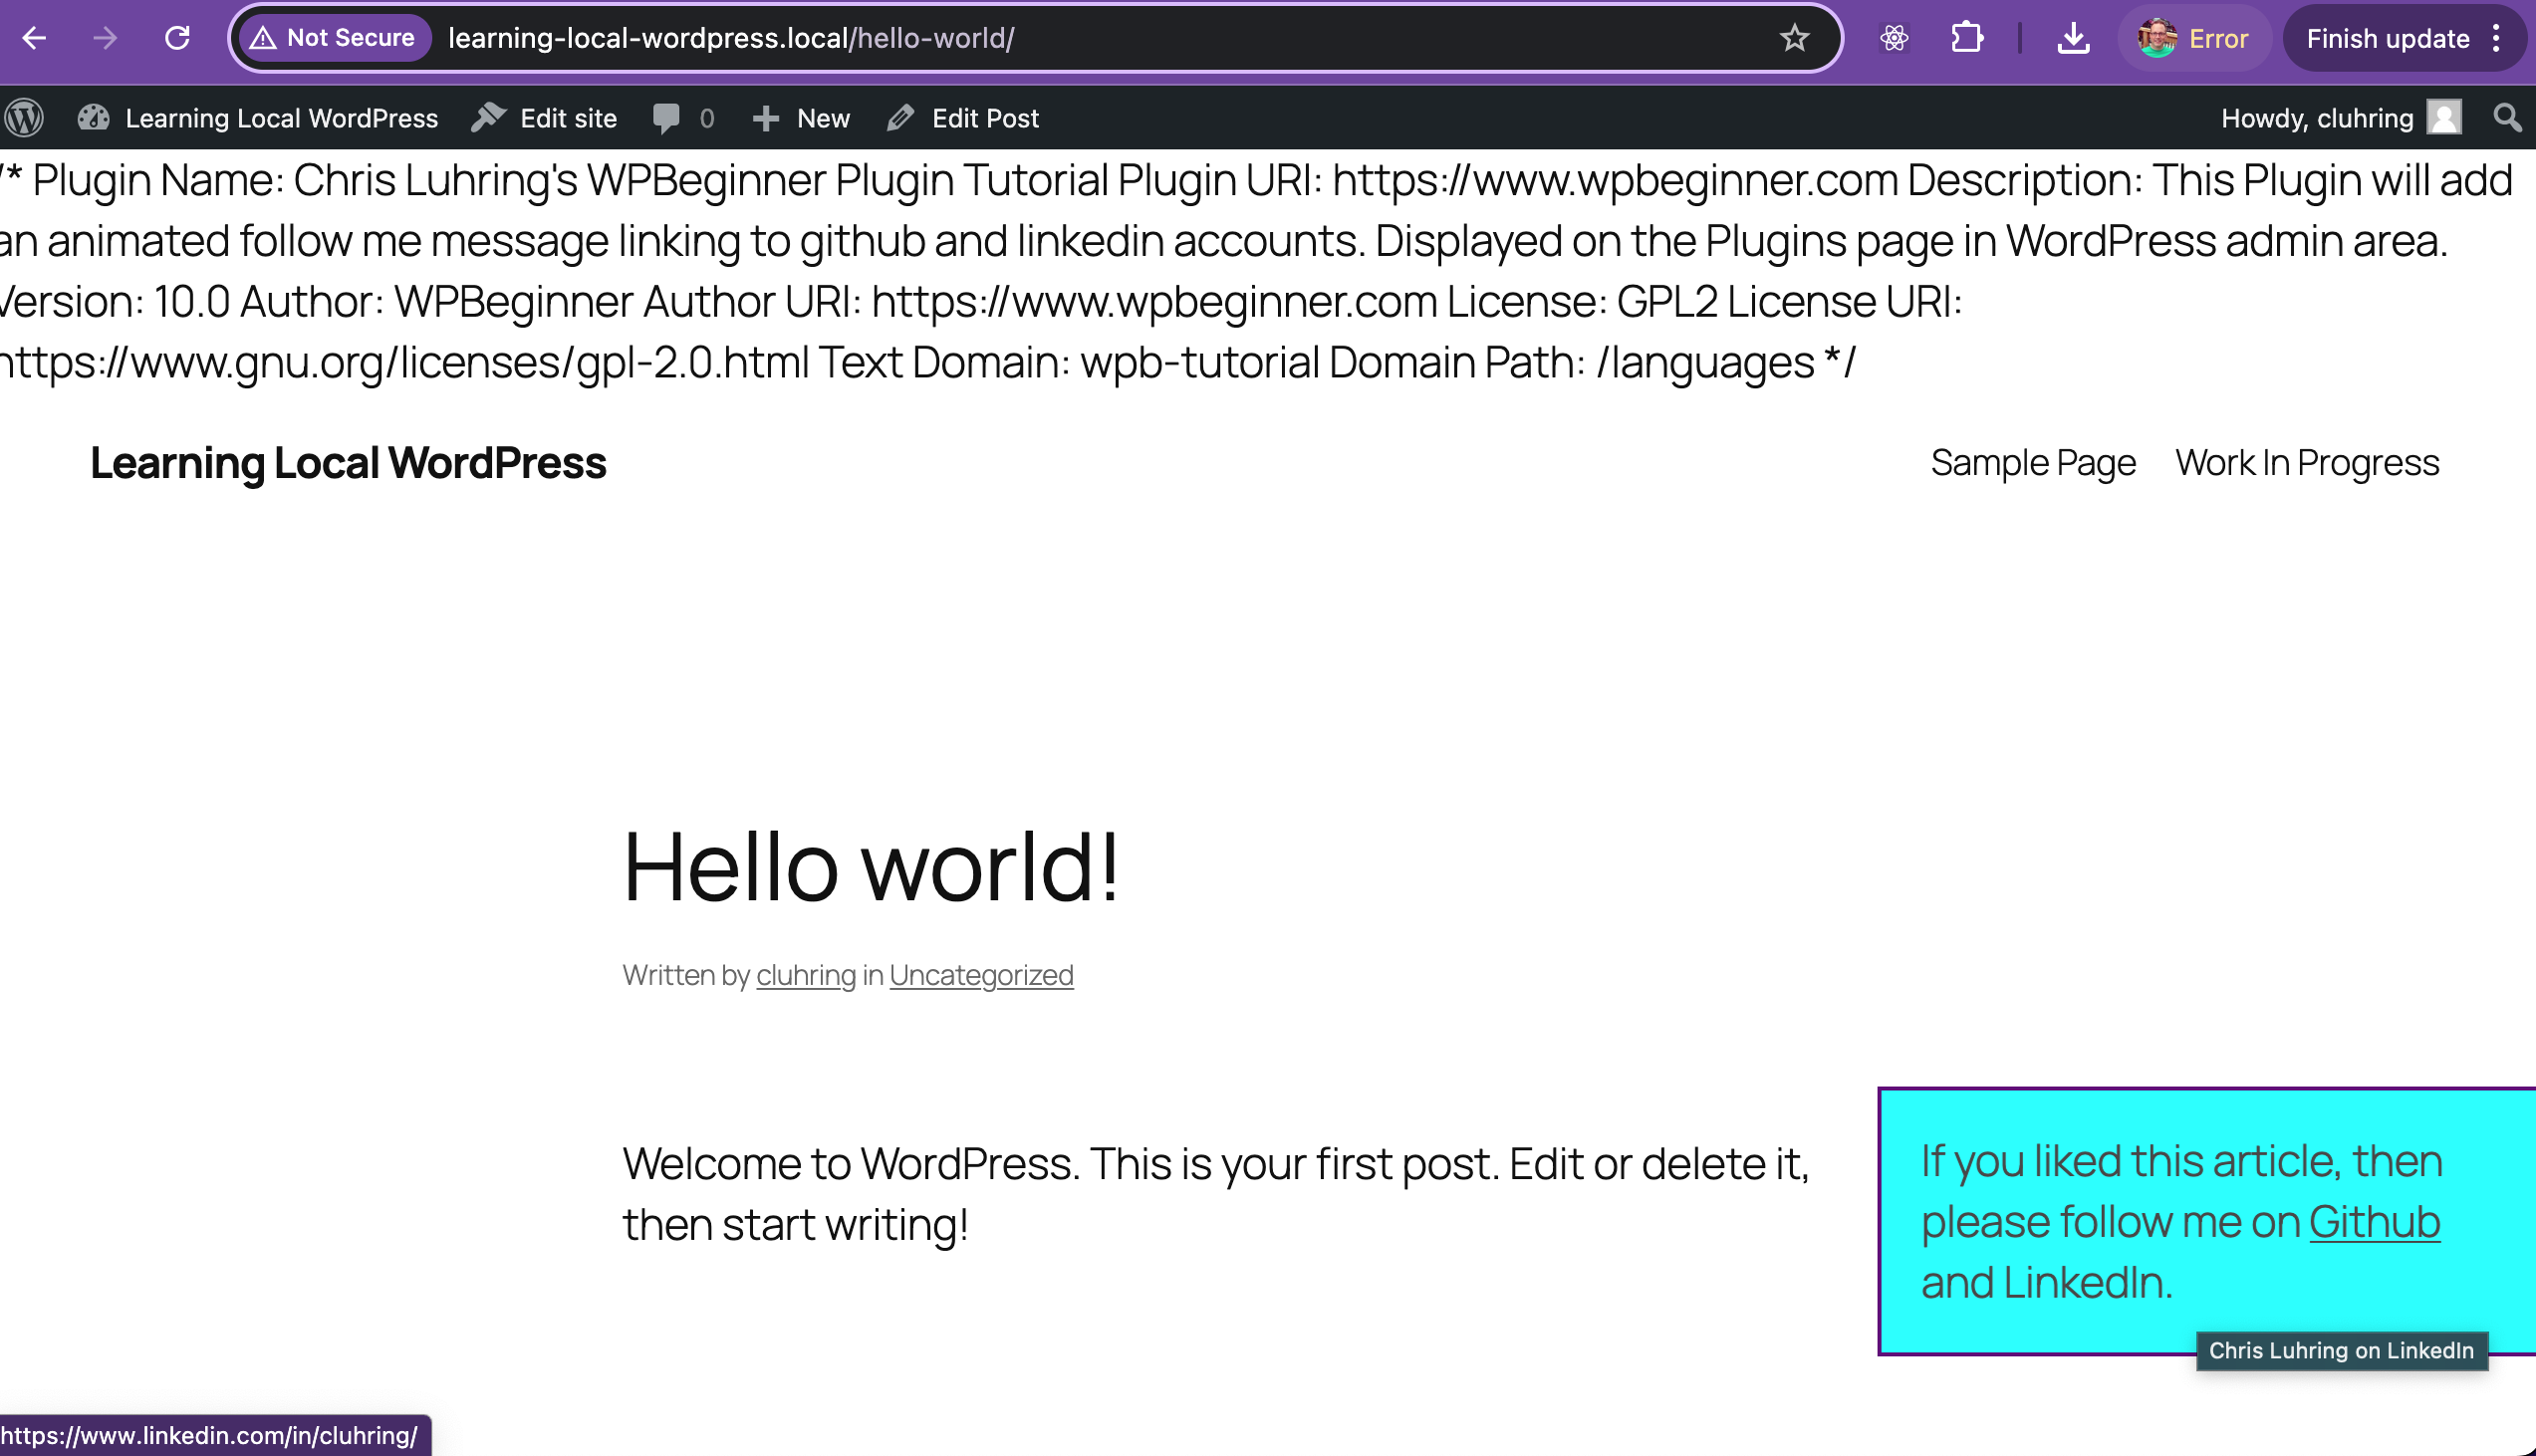 Not Secure learning-local-wordpress.local/hello-world/ Error Finish update
Learning Local WordPress Edit site 0 New Edit Post Howdy, cluhring
/* Plugin Name: Chris Luhring's WPBeginner Plugin Tutorial Plugin URI: https://www.wpbeginner.com Description: This Plugin will add
an animated follow me message linking to github and linkedin accounts. Displayed on the Plugins page in WordPress admin area.
Version: 10.0 Author: WPBeginner Author URI: https://www.wpbeginner.com License: GPL2 License URI:
https://www.gnu.org/licenses/gpl-2.0.html Text Domain: wpb-tutorial Domain Path: /languages */
Learning Local WordPress Sample Page Work In Progress
Hello world!
Written by cluhring in Uncategorized
Welcome to WordPress. This is your first post. Edit or delete it,
then start writing!
If you liked this article, then
please follow me on Github
and LinkedIn.
Chris Luhring on LinkedIn
https://www.linkedin.com/in/cluhring/